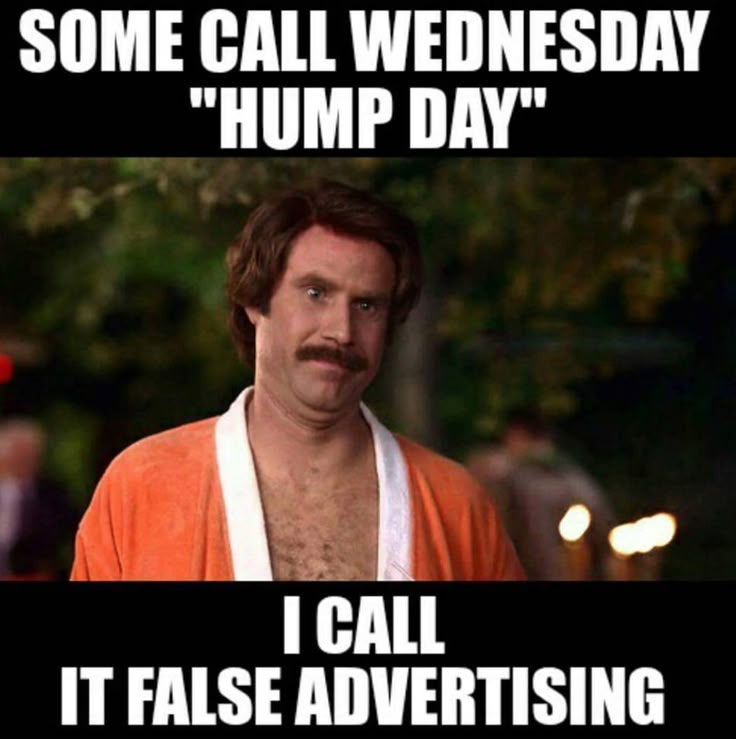 SOME CALL WEDNESDAY
"HUMP DAY"
I CALL
IT FALSE ADVERTISING